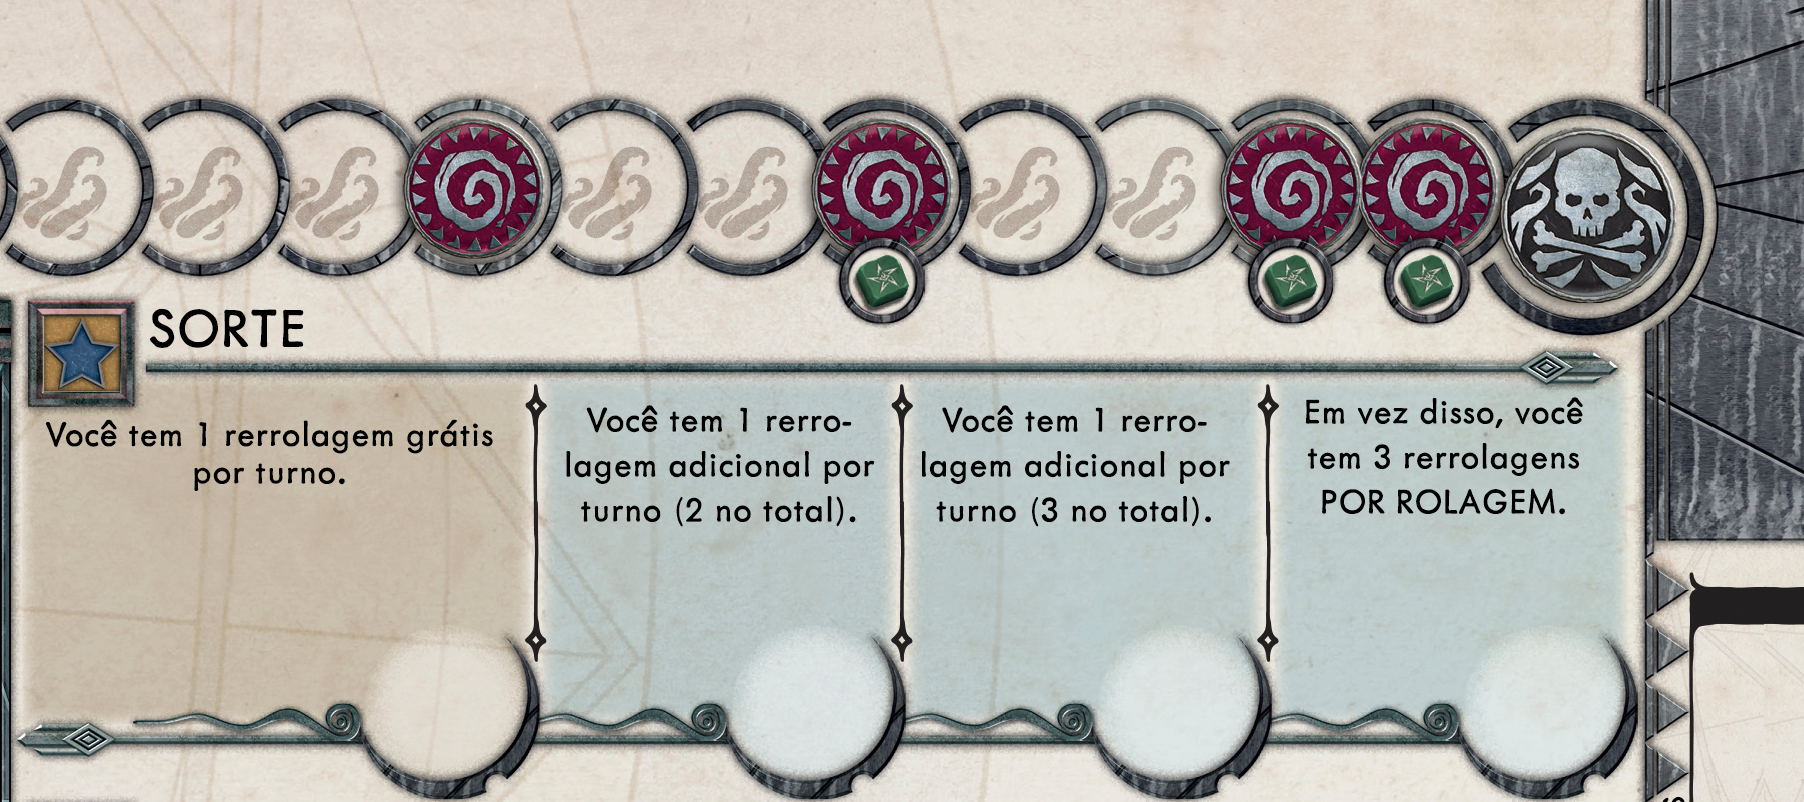 SORTE
Você tem 1 rerrolagem grátis
por turno.
Você tem 1 rerro-
lagem adicional por
turno (2 no total).
Você tem 1 rerro-
lagem adicional por
turno (3 no total).
Em vez disso, você
tem 3 rerrolagens
POR ROLAGEM.